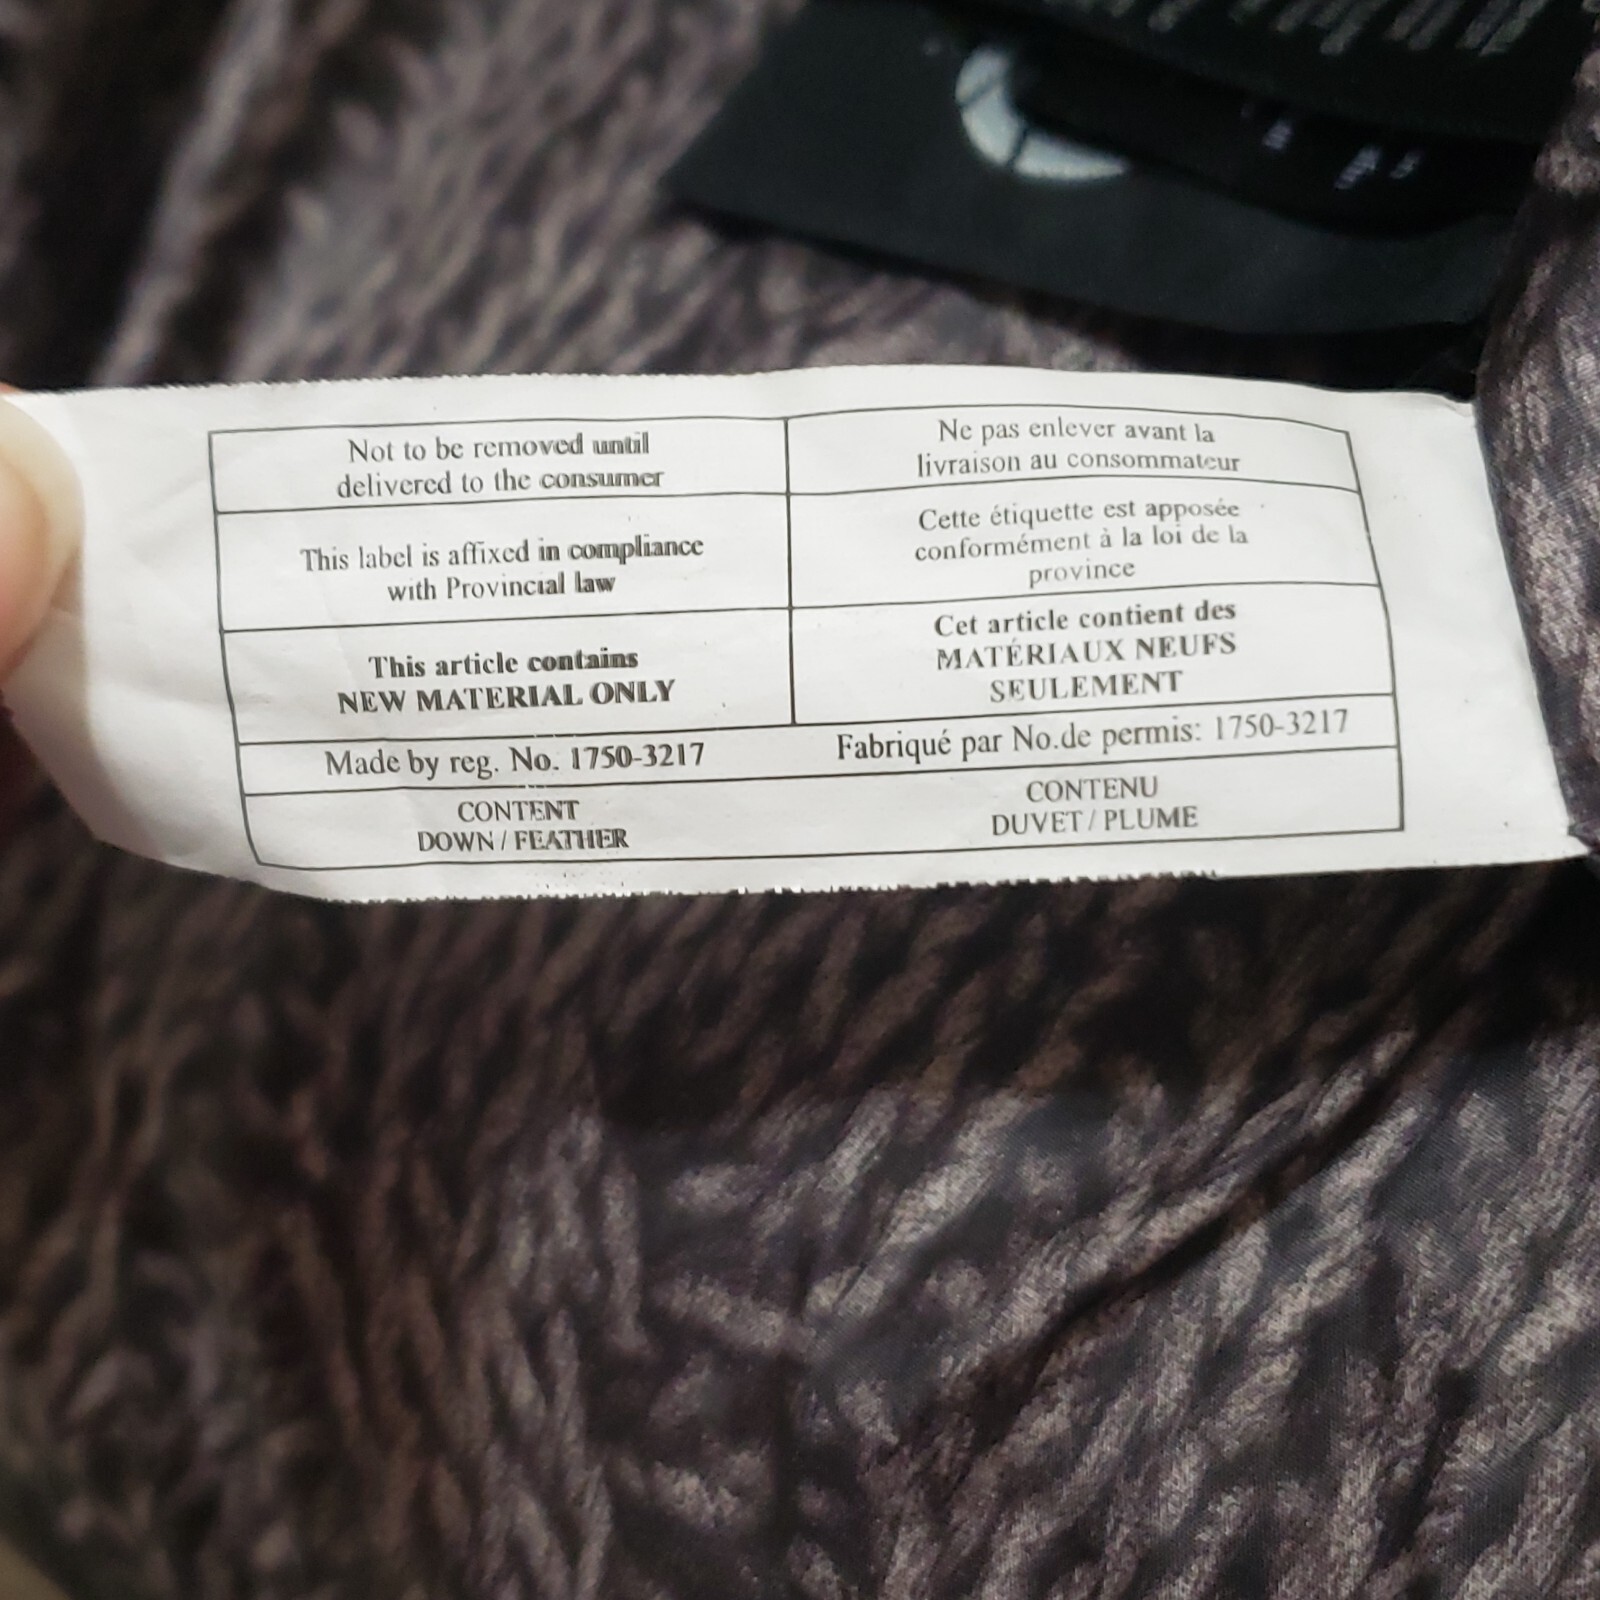 Not to be removed until
delivered to the consumer
Ne pas enlever avant la
livraison au consommateur
This label is affixed in compliance
with Provincial law
Cette étiquette est apposée
conformément à la loi de la
province
This article contains
NEW MATERIAL ONLY
Cet article contient des
MATÉRIAUX NEUFS
SEULEMENT
Made by reg. No. 1750-3217
Fabriqué par No.de permis: 1750-3217
CONTENT
DOWN / FEATHER
CONTENU
DUVET / PLUME